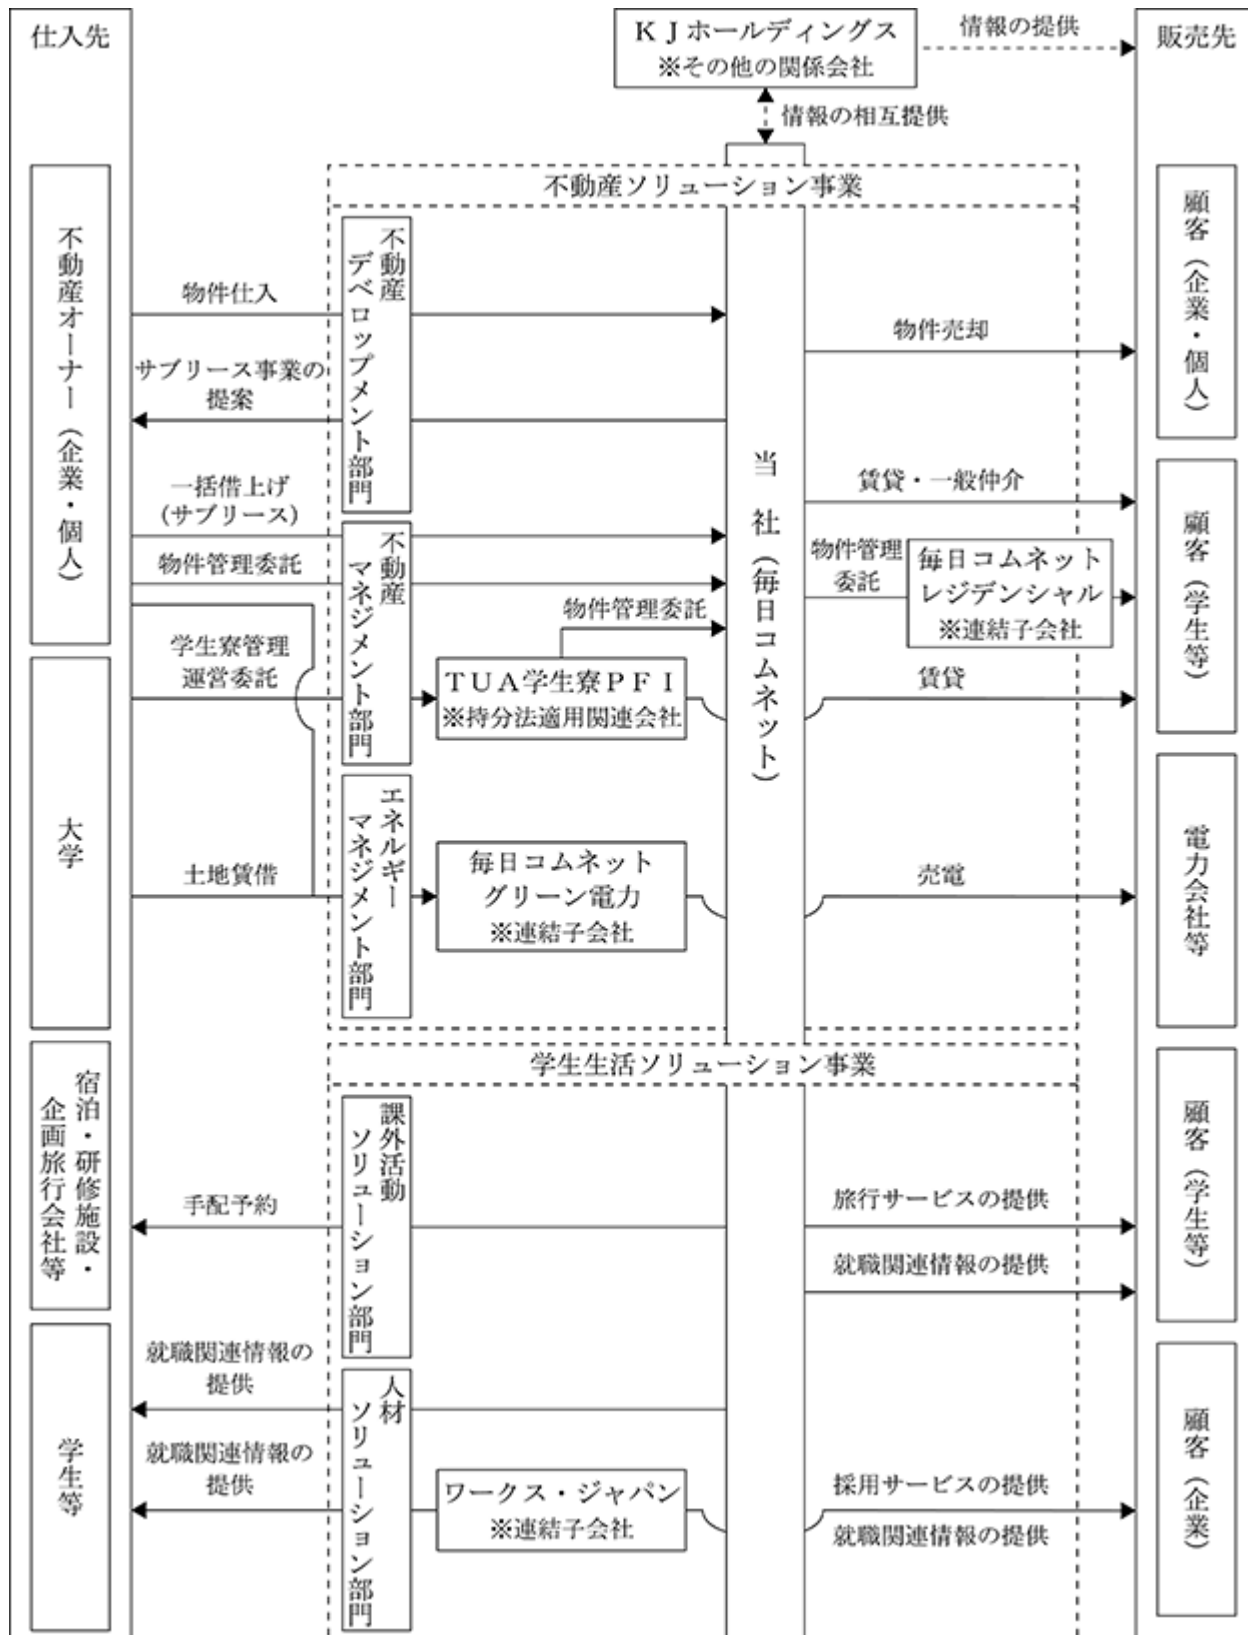 仕入先
KJホールディングス
※その他の関係会社
情報の提供
販売先
情報の相互提供
不動産ソリューション事業
不動産オーナー（企業・個人）
不動産
デベロップメント部門
物件仕入
サブリース事業の
提案
物件売却
顧客（企業・個人）
当社（毎日コムネット）
一括借上げ
(サブリース)
物件管理委託
不動産
マネジメント部門
物件管理委託
賃貸・一般仲介
物件管理
委託
毎日コムネット
レジデンシャル
※連結子会社
顧客（学生等）
大学
学生寮管理
運営委託
TUA学生寮PFI
※持分法適用関連会社
賃貸
エネルギー
マネジメント部門
土地賃借
毎日コムネット
グリーン電力
※連結子会社
売電
電力会社等
学生生活ソリューション事業
宿泊・研修施設・
企画旅行会社等
課外活動
ソリューション部門
手配予約
旅行サービスの提供
就職関連情報の提供
顧客（学生等）
学生等
就職関連情報の
提供
就職関連情報の
提供
人材
ソリューション部門
ワークス・ジャパン
※連結子会社
採用サービスの提供
就職関連情報の提供
顧客（企業）